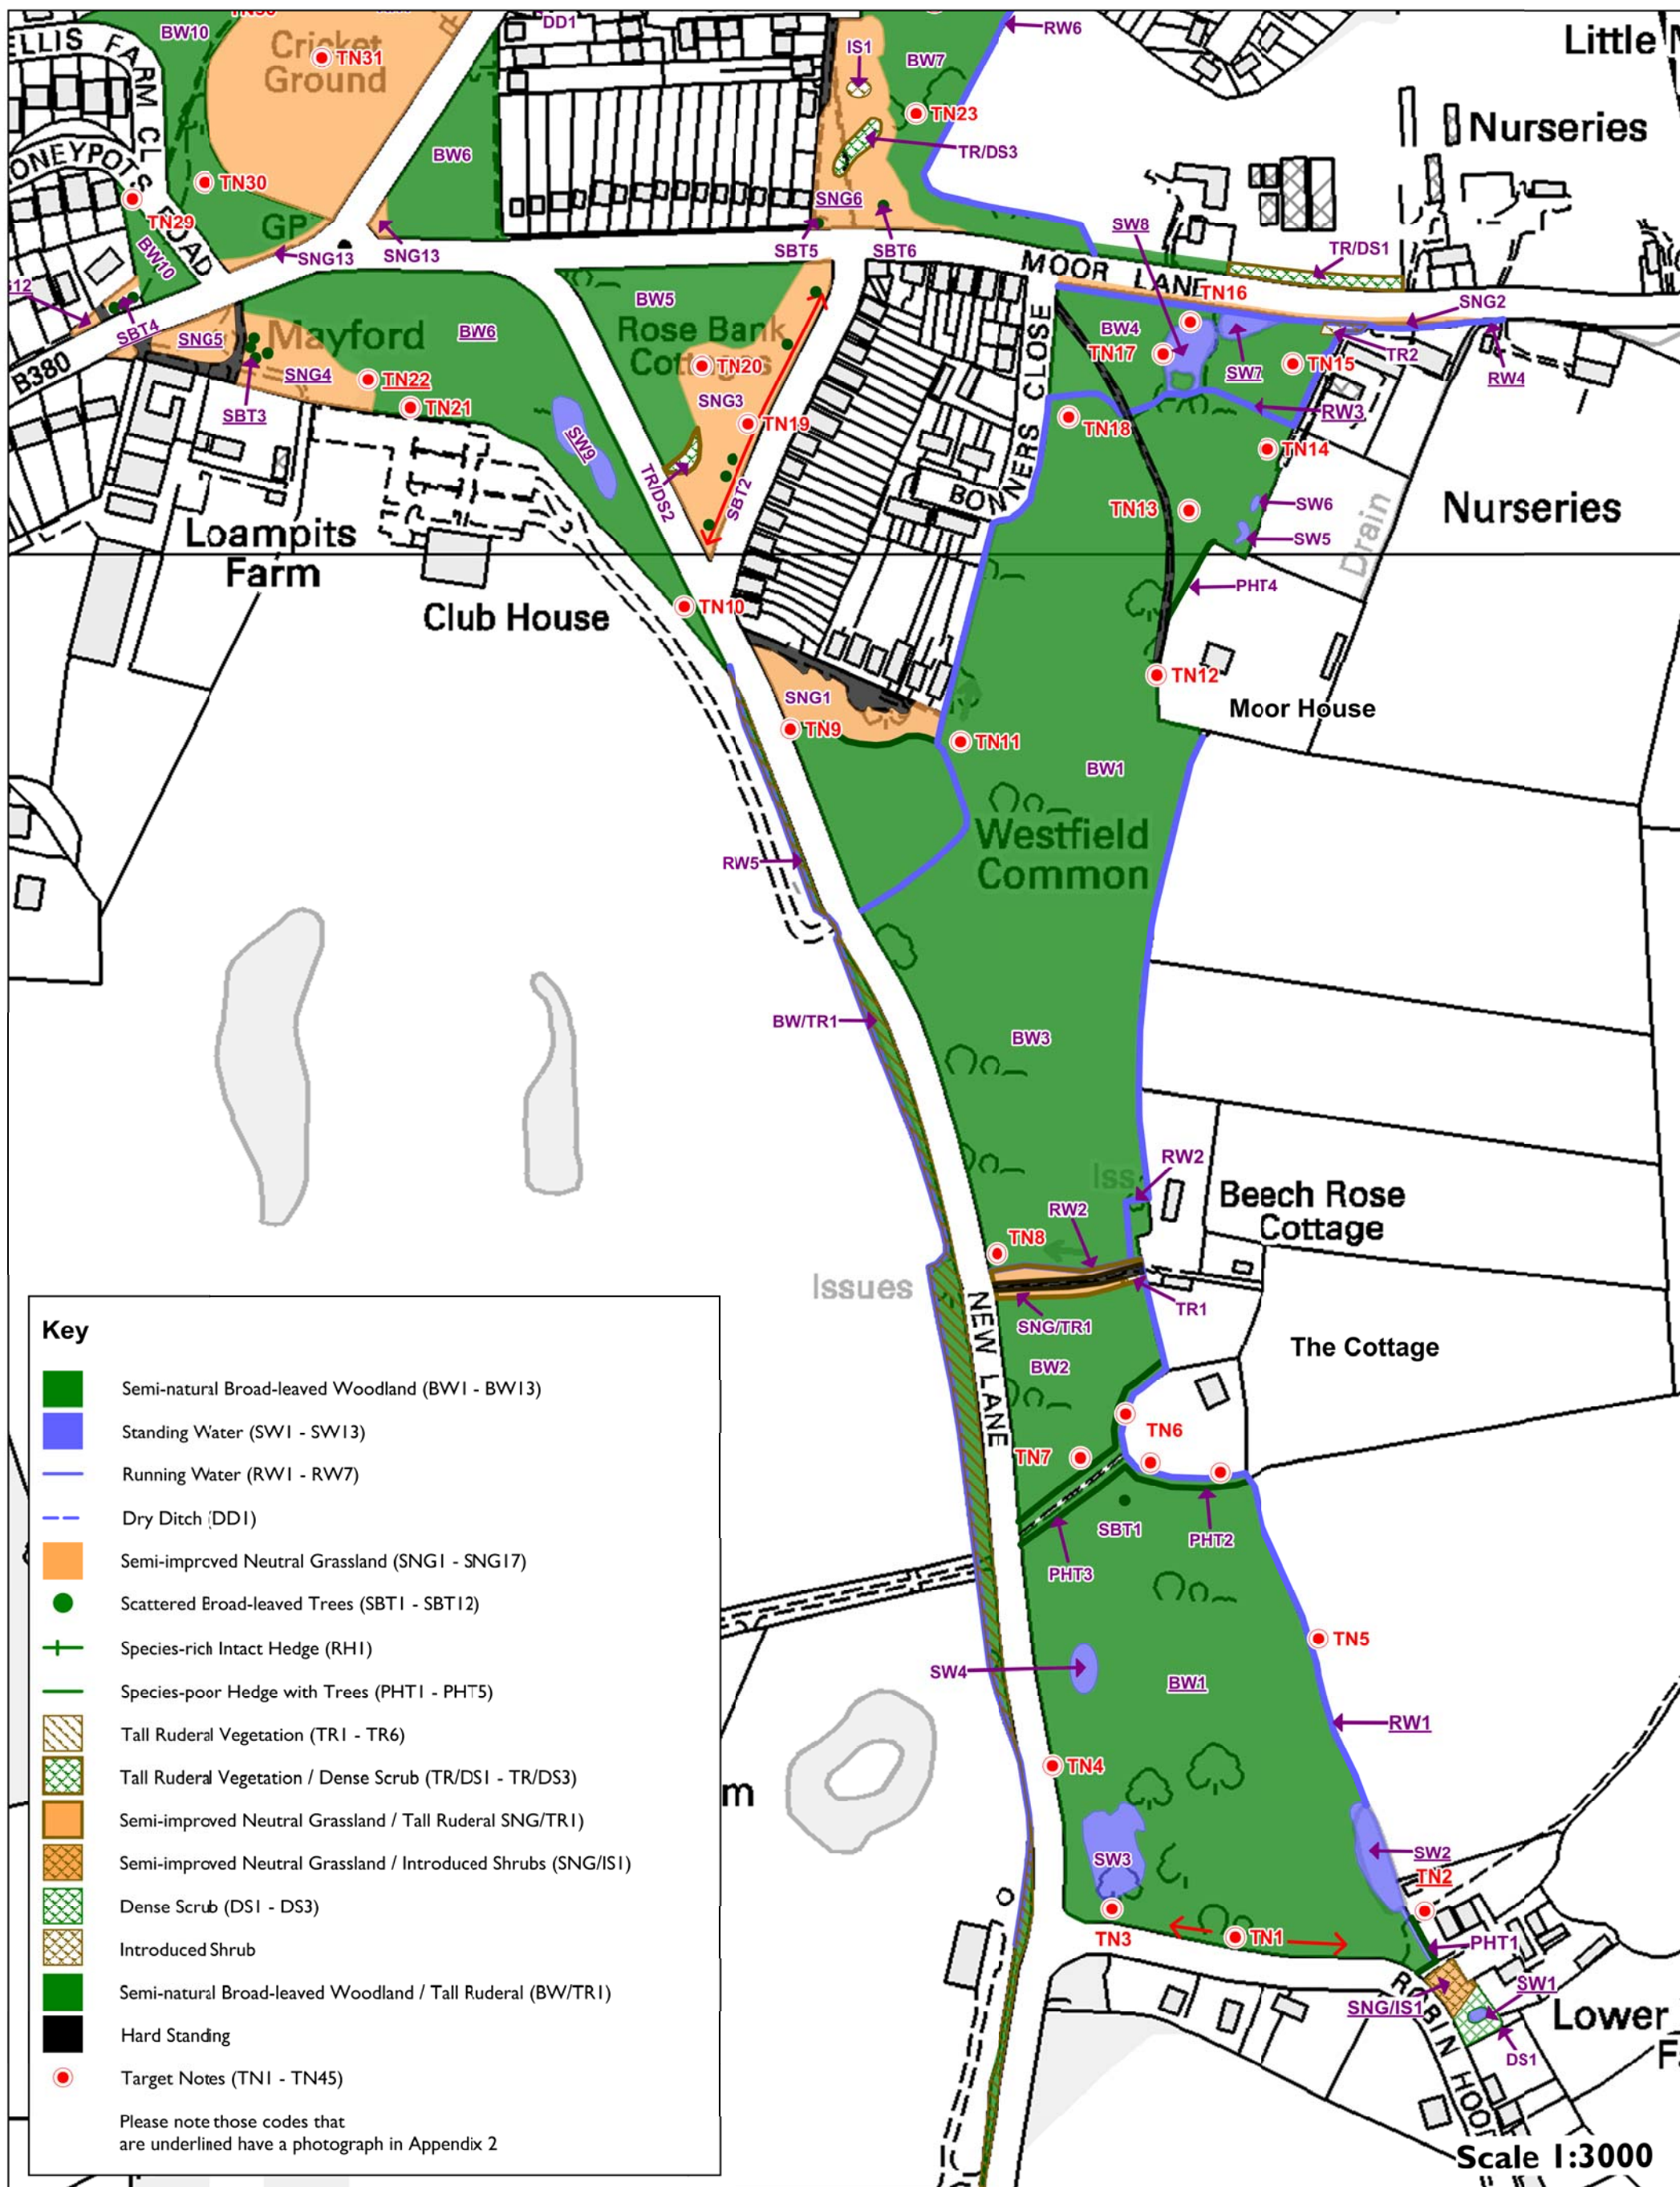 ELLIS FARM CL
BW10
Cricket
Ground
TN31
DD1
IS1
BW7
RW6
Little
TN23
TR/DS3
Nurseries
BW6
TN30
TN29
ROAD
BW10
GP
SNG13
SNG13
SNG6
SBT5
SBT6
SW8
TR/DS1
MOOR LANE
TN16
SNG2
SBT4
B380
SNG5
Mayford
BW6
BW5
Rose Bank
TN20
SNG3
BW4
TN17
SW7
TN15
TR2
RW4
SNG4
TN22
SBT3
TN21
SW9
TN19
TR/DS2
SBT2
BONNERS CLOSE
TN18
RW3
TN14
TN13
SW6
SW5
Drain
Nurseries
Loampits
Farm
Club House
TN10
PHT4
TN12
Moor House
SNG1
TN9
TN11
BW1
Westfield
Common
RW5
BW/TR1
BW3
RW2
Beech Rose
Cottage
RW2
TN8
Issues
TR1
SNG/TR1
NEW LANE
BW2
The Cottage
TN6
TN7
SBT1
PHT2
PHT3
TN5
SW4
BW1
RW1
TN4
SW3
SW2
TN2
TN3
TN1
PHT1
SNG/IS1
SW1
Lower
DS1
ROBIN HOO
Scale 1:3000
Key
Semi-natural Broad-leaved Woodland (BW1 - BW13)
Standing Water (SW1 - SW13)
Running Water (RW1 - RW7)
Dry Ditch (DD1)
Semi-improved Neutral Grassland (SNG1 - SNG17)
Scattered Broad-leaved Trees (SBT1 - SBT12)
Species-rich Intact Hedge (RH1)
Species-poor Hedge with Trees (PHT1 - PHT5)
Tall Ruderal Vegetation (TR1 - TR6)
Tall Ruderal Vegetation / Dense Scrub (TR/DS1 - TR/DS3)
Semi-improved Neutral Grassland / Tall Ruderal SNG/TR1)
Semi-improved Neutral Grassland / Introduced Shrubs (SNG/IS1)
Dense Scrub (DS1 - DS3)
Introduced Shrub
Semi-natural Broad-leaved Woodland / Tall Ruderal (BW/TR1)
Hard Standing
Target Notes (TN1 - TN45)
Please note those codes that
are underlined have a photograph in Appendix 2